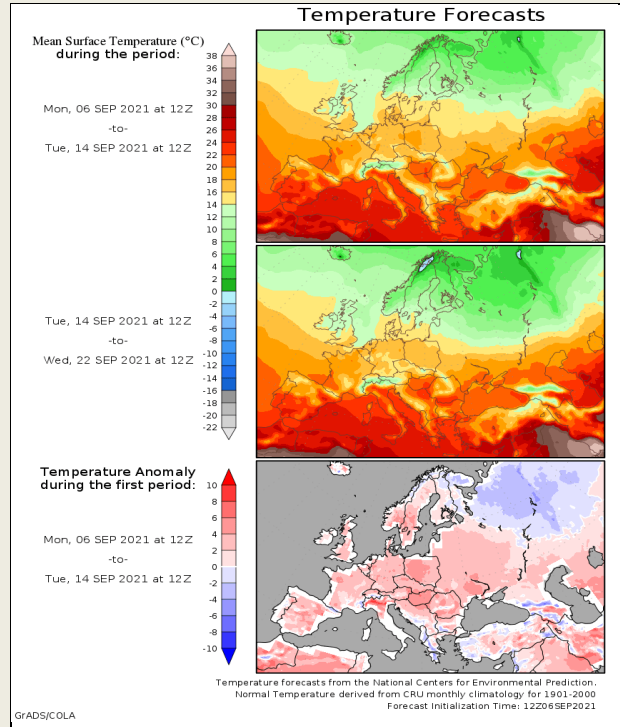 Temperature Forecasts
Mean Surface Temperature (°C)
during the period:
38
36
34
32
30
28
26
24
22
20
18
16
14
12
10
8
6
4
2
0
-2
-4
-6
-8
-10
-12
-14
-16
-18
-20
-22
Mon, 06 SEP 2021 at 12Z
-to-
Tue, 14 SEP 2021 at 12Z
Tue, 14 SEP 2021 at 12Z
-to-
Wed, 22 SEP 2021 at 12Z
Temperature Anomaly
during the first period:
10
8
6
4
2
0
-2
-4
-6
-8
-10
Mon, 06 SEP 2021 at 12Z
-to-
Tue, 14 SEP 2021 at 12Z
Temperature forecasts from the National Centers for Environmental Prediction.
Normal Temperature derived from CRU monthly climatology for 1901-2000
Forecast Initialization Time: 12Z06SEP2021
GrADS/COLA